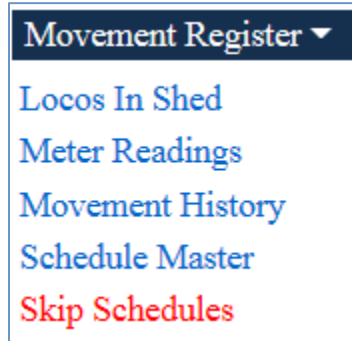 Movement Register
Locos In Shed
Meter Readings
Movement History
Schedule Master
Skip Schedules